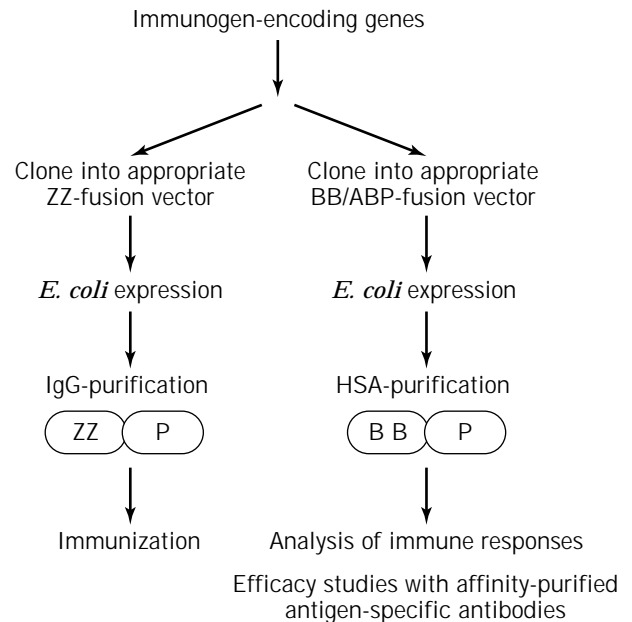 Immunogen-encoding genes
Clone into appropriate
ZZ-fusion vector
E. coli expression
IgG-purification
ZZ P
Immunization
Clone into appropriate
BB/ABP-fusion vector
E. coli expression
HSA-purification
B B P
Analysis of immune responses
Efficacy studies with affinity-purified
antigen-specific antibodies